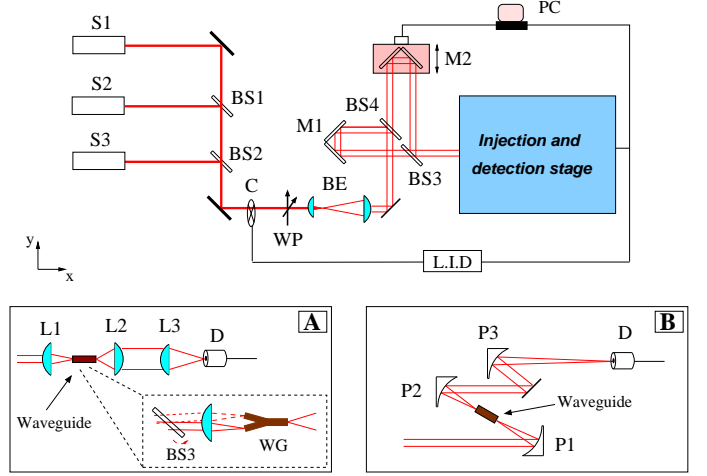 S1
PC
S2
M2
BS1
BS4
S3
M1
Injection and
detection stage
BS2
BS3
C
BE
WP
y
x
L.I.D
A
L1
L2
L3
D
Waveguide
BS3
WG
B
P3
D
P2
Waveguide
P1